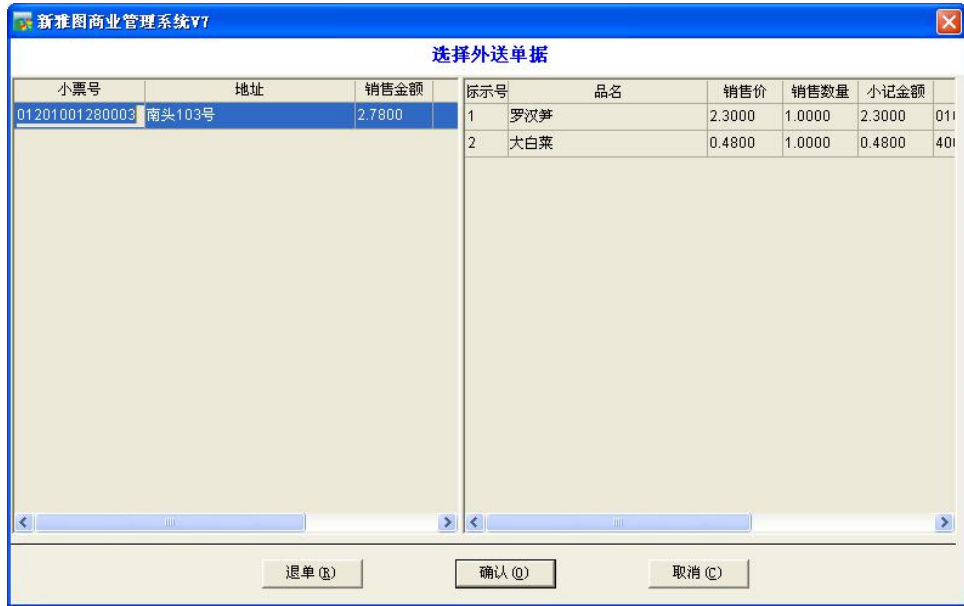 新雅图商业管理系统V7
选择外送单据
小票号 地址 销售金额
01201001280003 南头103号 2.7800
标示号 品名 销售价 销售数量 小记金额
1 罗汉笋 2.3000 1.0000 2.3000 010
2 大白菜 0.4800 1.0000 0.4800 400
退单(R) 确认(O) 取消(C)